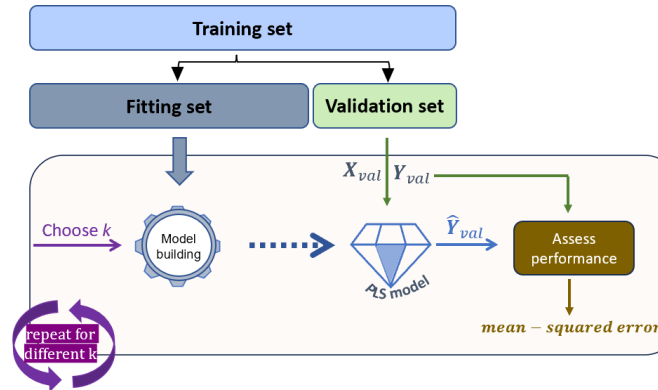 Training set
Fitting set
Validation set
X_val Y_val
Choose k
Model
building
Ŷ_val
PLS model
Assess
performance
repeat for
different k
mean − squared error